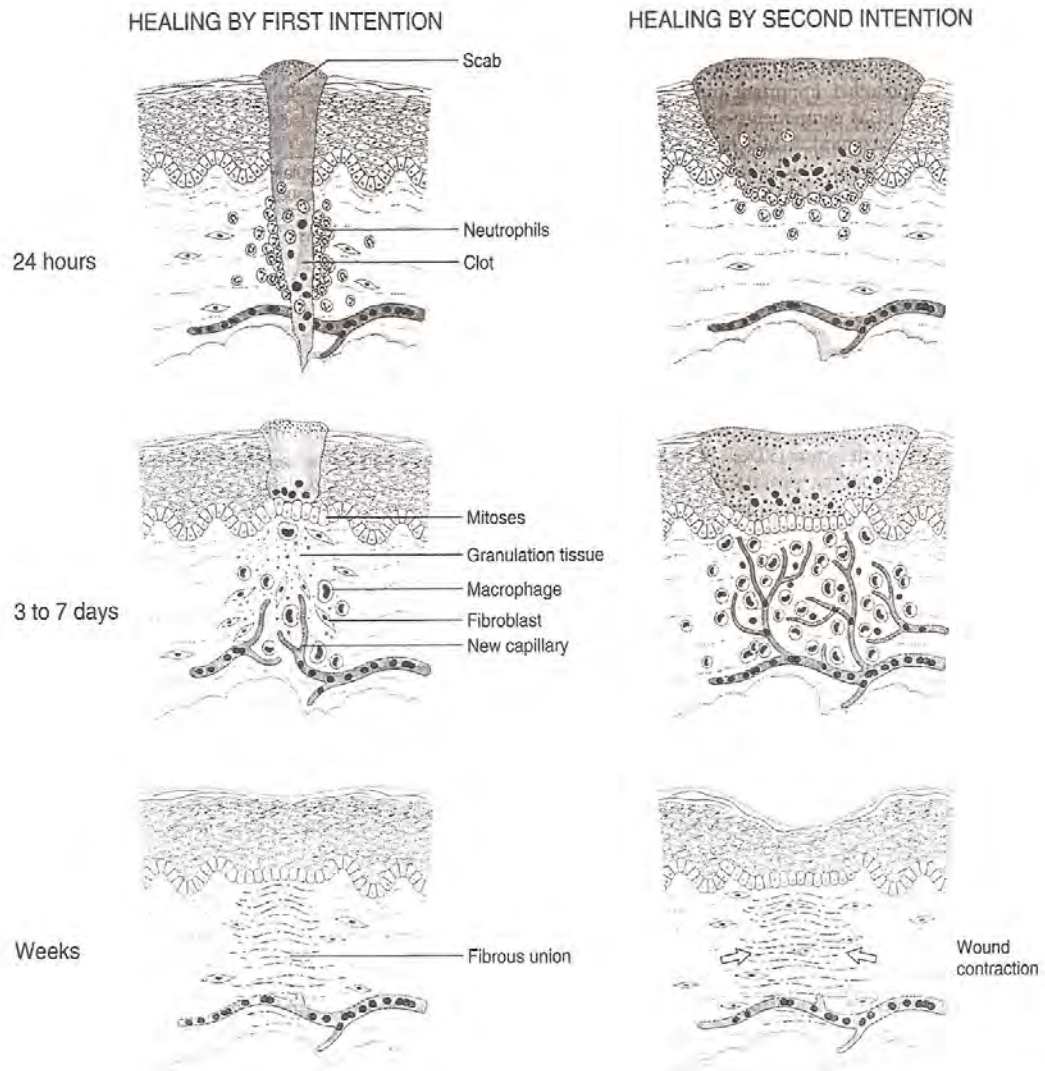 HEALING BY FIRST INTENTION
HEALING BY SECOND INTENTION
24 hours
Scab
Neutrophils
Clot
3 to 7 days
Mitoses
Granulation tissue
Macrophage
Fibroblast
New capillary
Weeks
Fibrous union
Wound
contraction